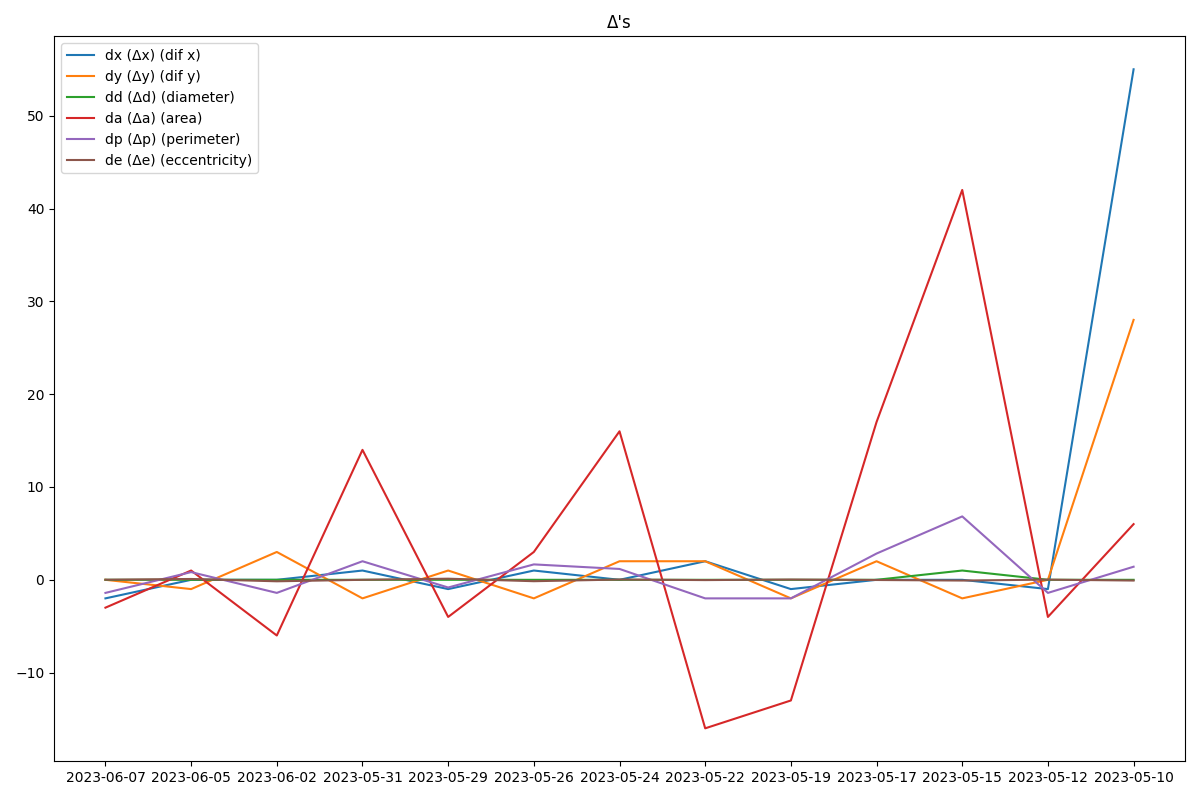 Δ's
dx (Δx) (dif x)
dy (Δy) (dif y)
dd (Δd) (diameter)
da (Δa) (area)
dp (Δp) (perimeter)
de (Δe) (eccentricity)
50
40
30
20
10
0
−10
2023-06-07 2023-06-05 2023-06-02 2023-05-31 2023-05-29 2023-05-26 2023-05-24 2023-05-22 2023-05-19 2023-05-17 2023-05-15 2023-05-12 2023-05-10